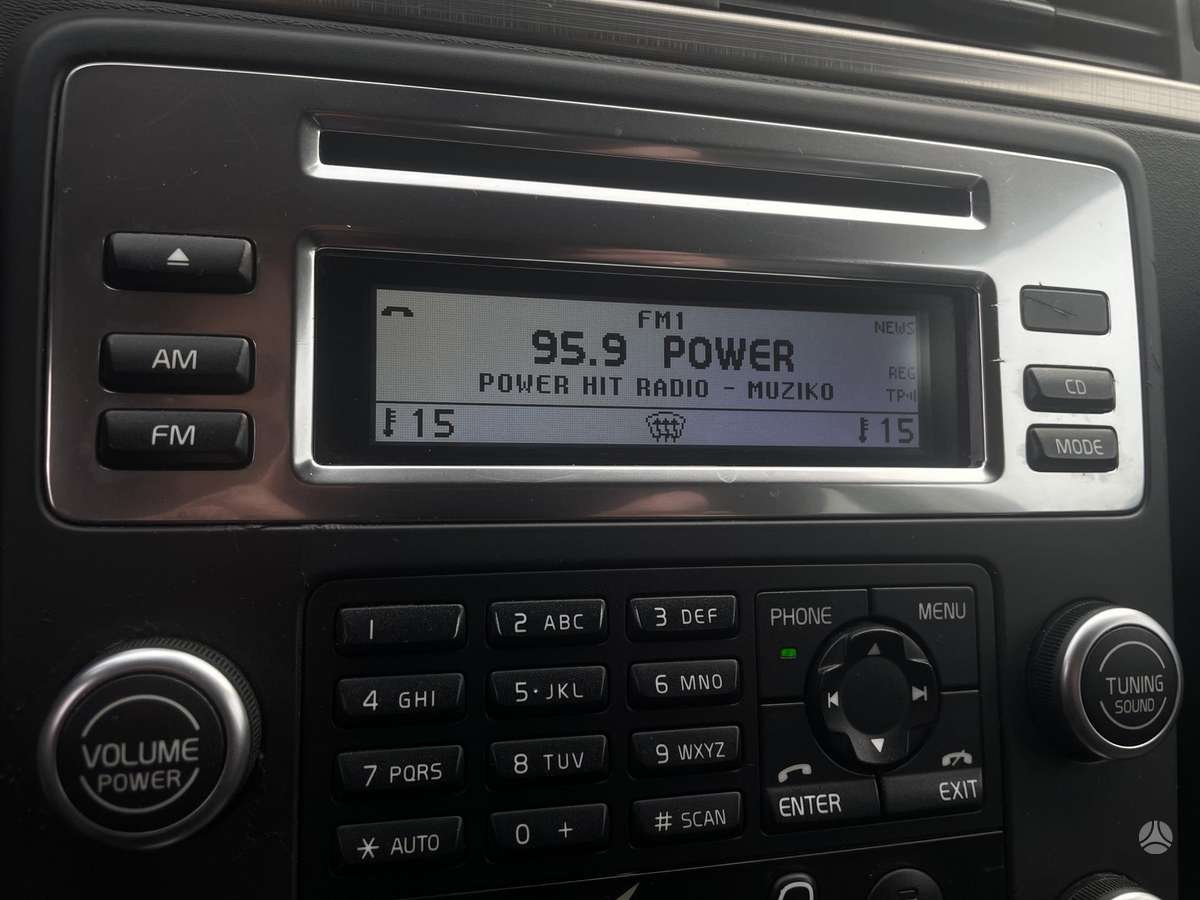 FM1
NEWS
95.9 POWER
POWER HIT RADIO - MUZIKO
REG
TP
15
15
AM
FM
CD
MODE
1
2 ABC
3 DEF
4 GHI
5·JKL
6 MNO
7 PQRS
8 TUV
9 WXYZ
* AUTO
0 +
# SCAN
PHONE
MENU
ENTER
EXIT
VOLUME
POWER
TUNING
SOUND